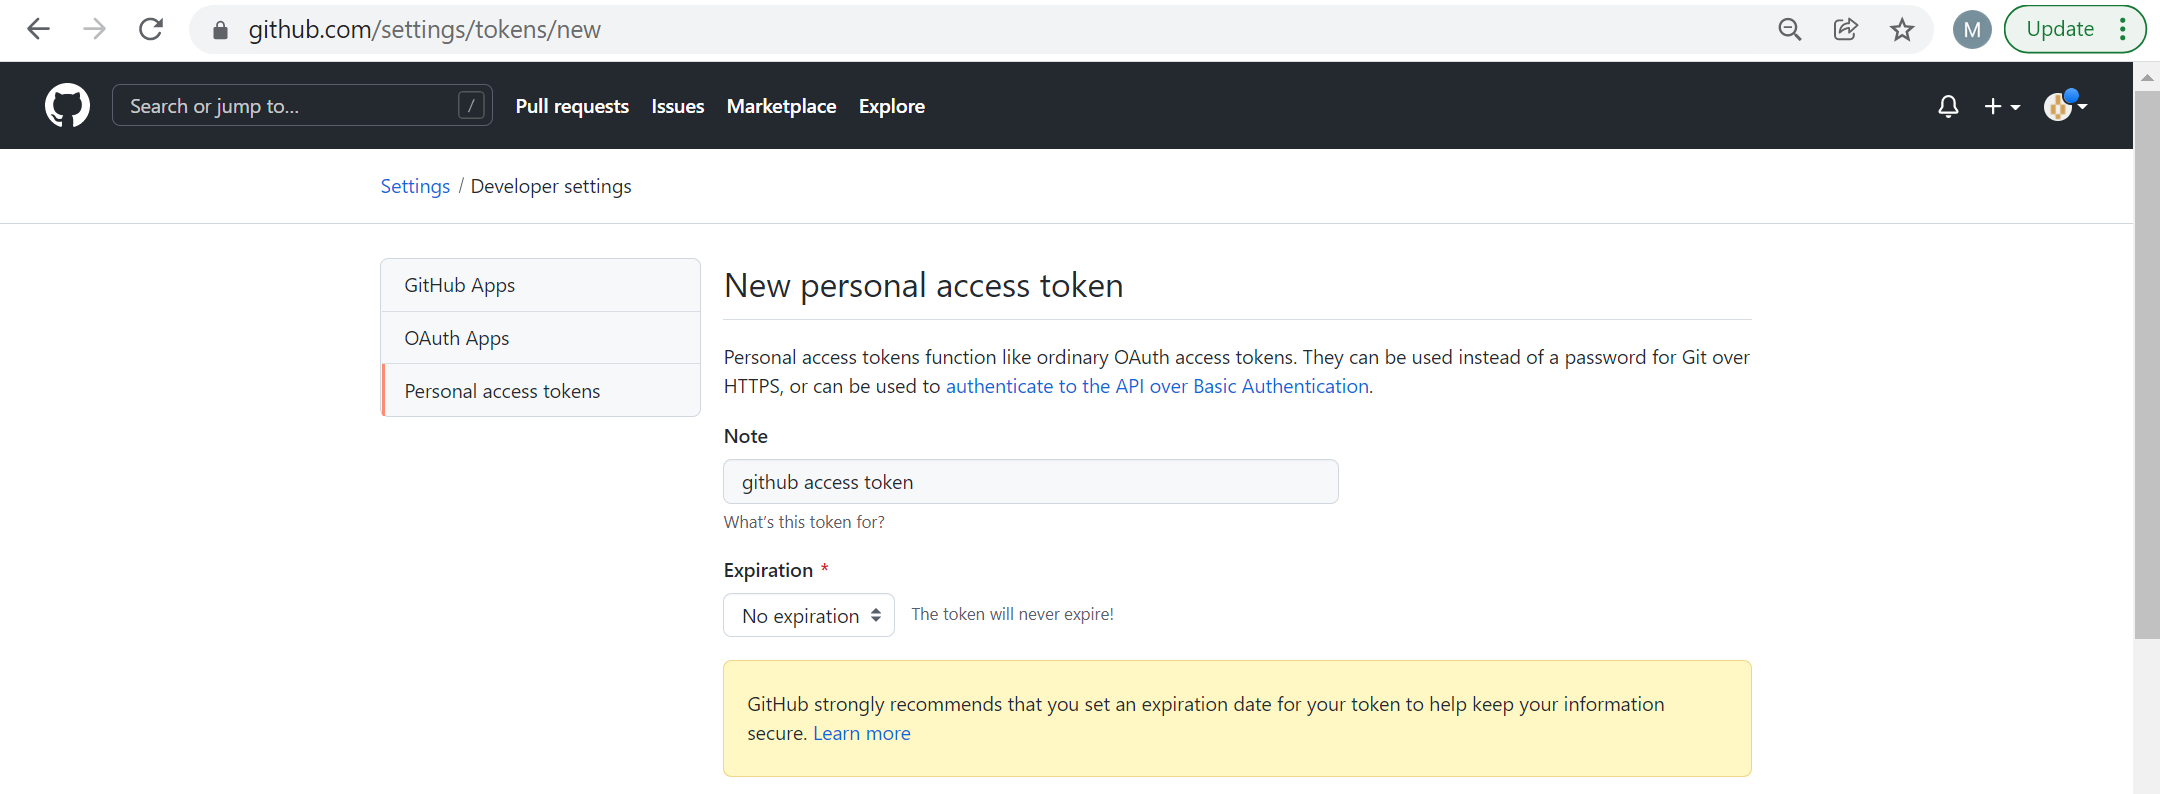 github.com/settings/tokens/new
M
Update
Search or jump to...
/
Pull requests
Issues
Marketplace
Explore
Settings / Developer settings
GitHub Apps
OAuth Apps
Personal access tokens
New personal access token
Personal access tokens function like ordinary OAuth access tokens. They can be used instead of a password for Git over
HTTPS, or can be used to authenticate to the API over Basic Authentication.
Note
github access token
What's this token for?
Expiration *
No expiration
The token will never expire!
GitHub strongly recommends that you set an expiration date for your token to help keep your information
secure. Learn more